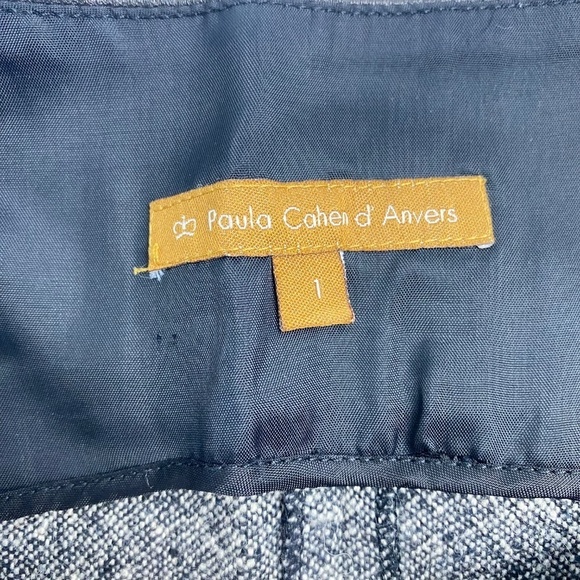 Paula Cahen d' Anvers
1